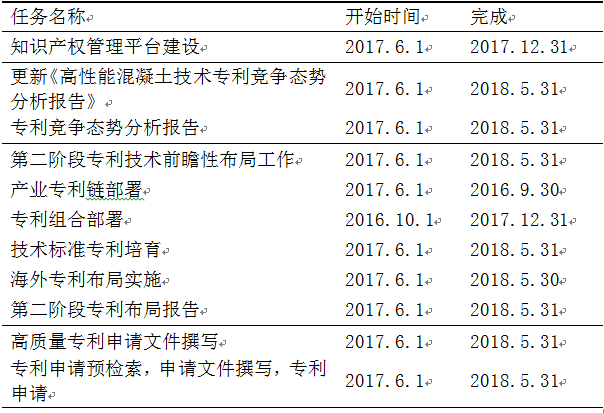 任务名称 开始时间 完成
知识产权管理平台建设 2017.6.1 2017.12.31
更新《高性能混凝土技术专利竞争态势
分析报告》 2017.6.1 2018.5.31
专利竞争态势分析报告 2017.6.1 2018.5.31
第二阶段专利技术前瞻性布局工作 2017.6.1 2018.5.31
产业专利链部署 2017.6.1 2016.9.30
专利组合部署 2016.10.1 2017.12.31
技术标准专利培育 2017.6.1 2018.5.31
海外专利布局实施 2017.6.1 2018.5.30
第二阶段专利布局报告 2017.6.1 2018.5.31
高质量专利申请文件撰写 2017.6.1 2018.5.31
专利申请预检索，申请文件撰写，专利
申请 2017.6.1 2018.5.31